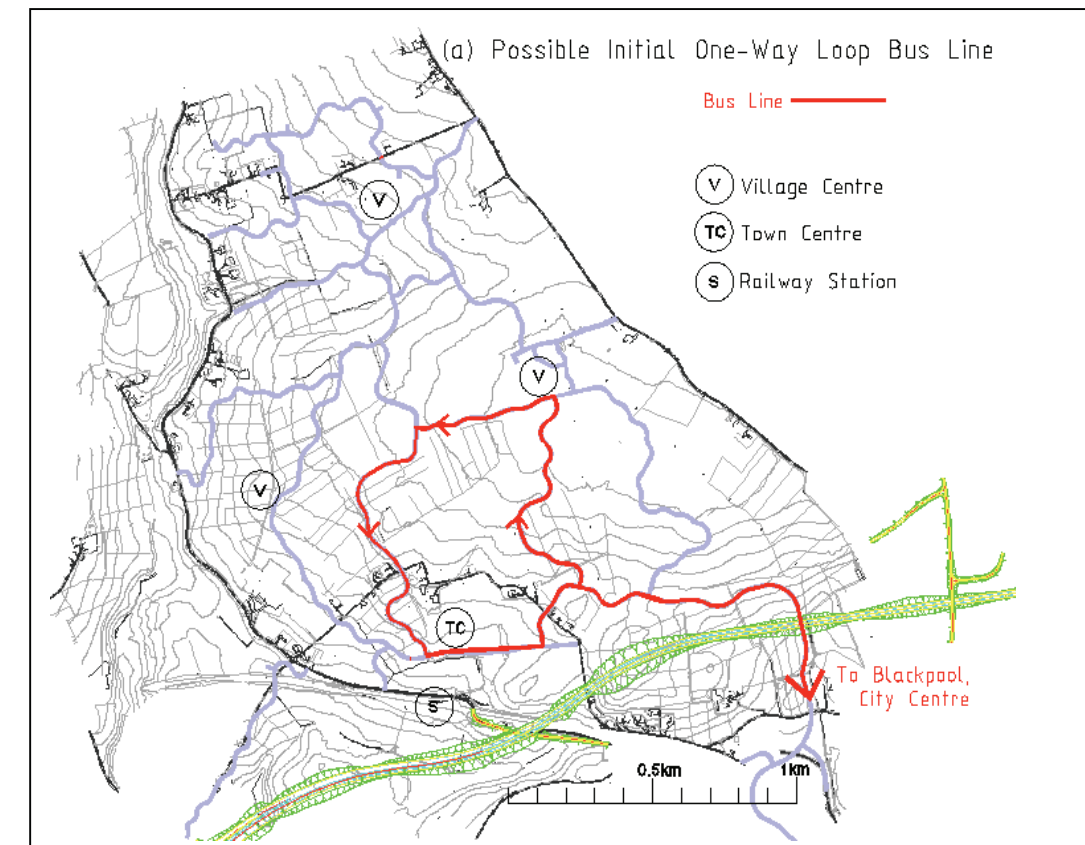 (a) Possible Initial One-Way Loop Bus Line
Bus Line
V Village Centre
TC Town Centre
S Railway Station
V
V
V
TC
S
To Blackpool,
City Centre
0.5km 1km